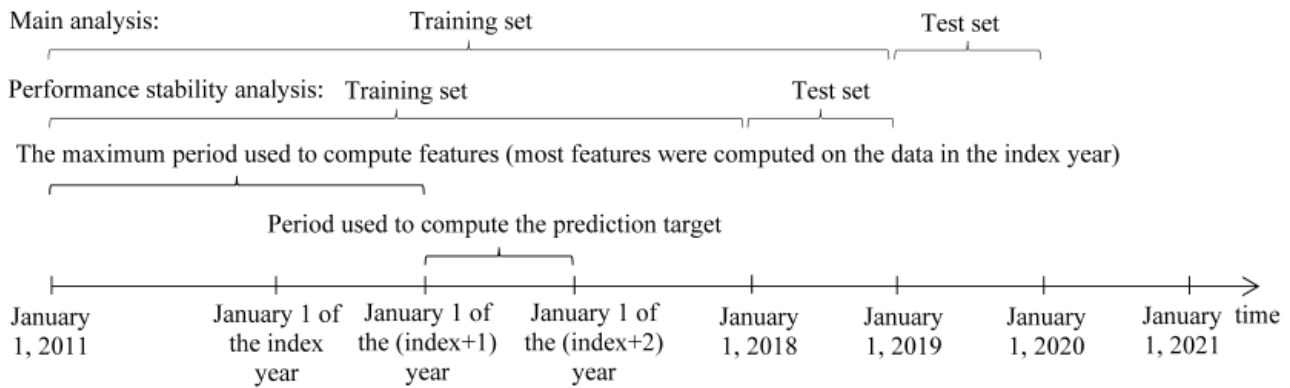 Main analysis: Training set Test set
Performance stability analysis: Training set Test set
The maximum period used to compute features (most features were computed on the data in the index year)
Period used to compute the prediction target
January
1, 2011
January 1 of
the index
year
January 1 of
the (index+1)
year
January 1 of
the (index+2)
year
January
1, 2018
January
1, 2019
January
1, 2020
January
1, 2021
time